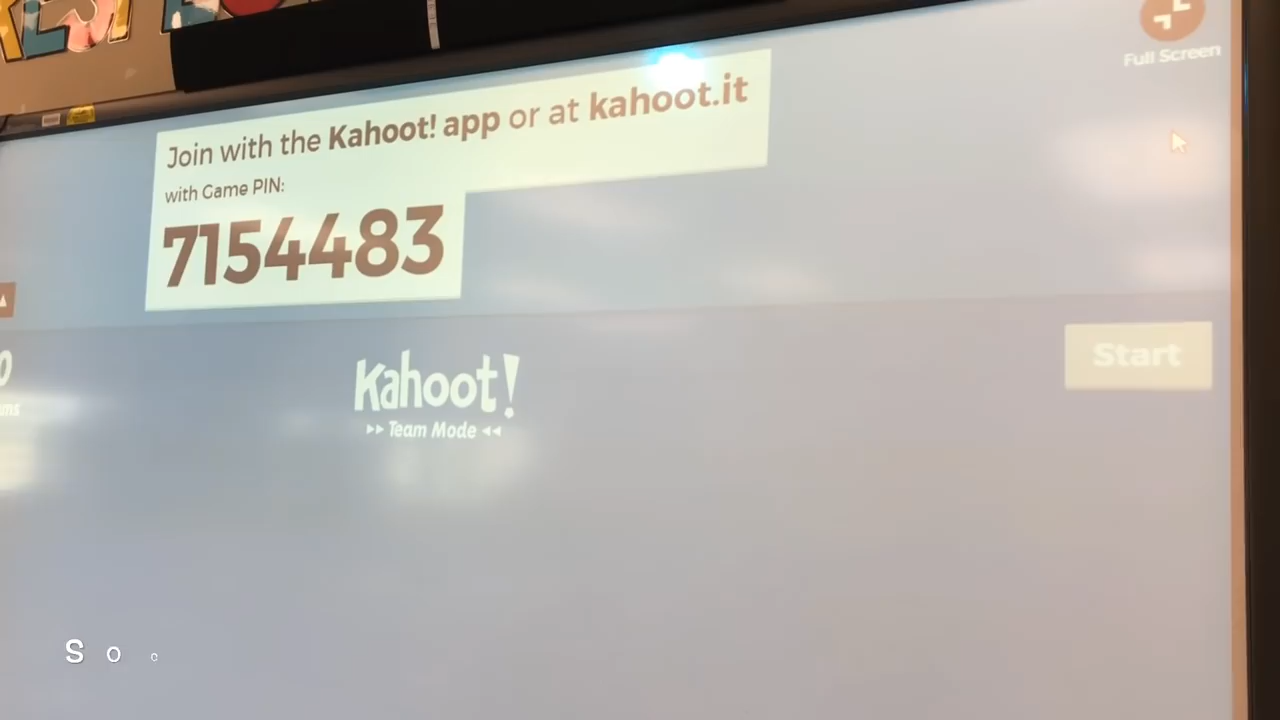 Full Screen
Join with the Kahoot! app or at kahoot.it
with Game PIN:
7154483
Start
Kahoot!
Team Mode
S o c